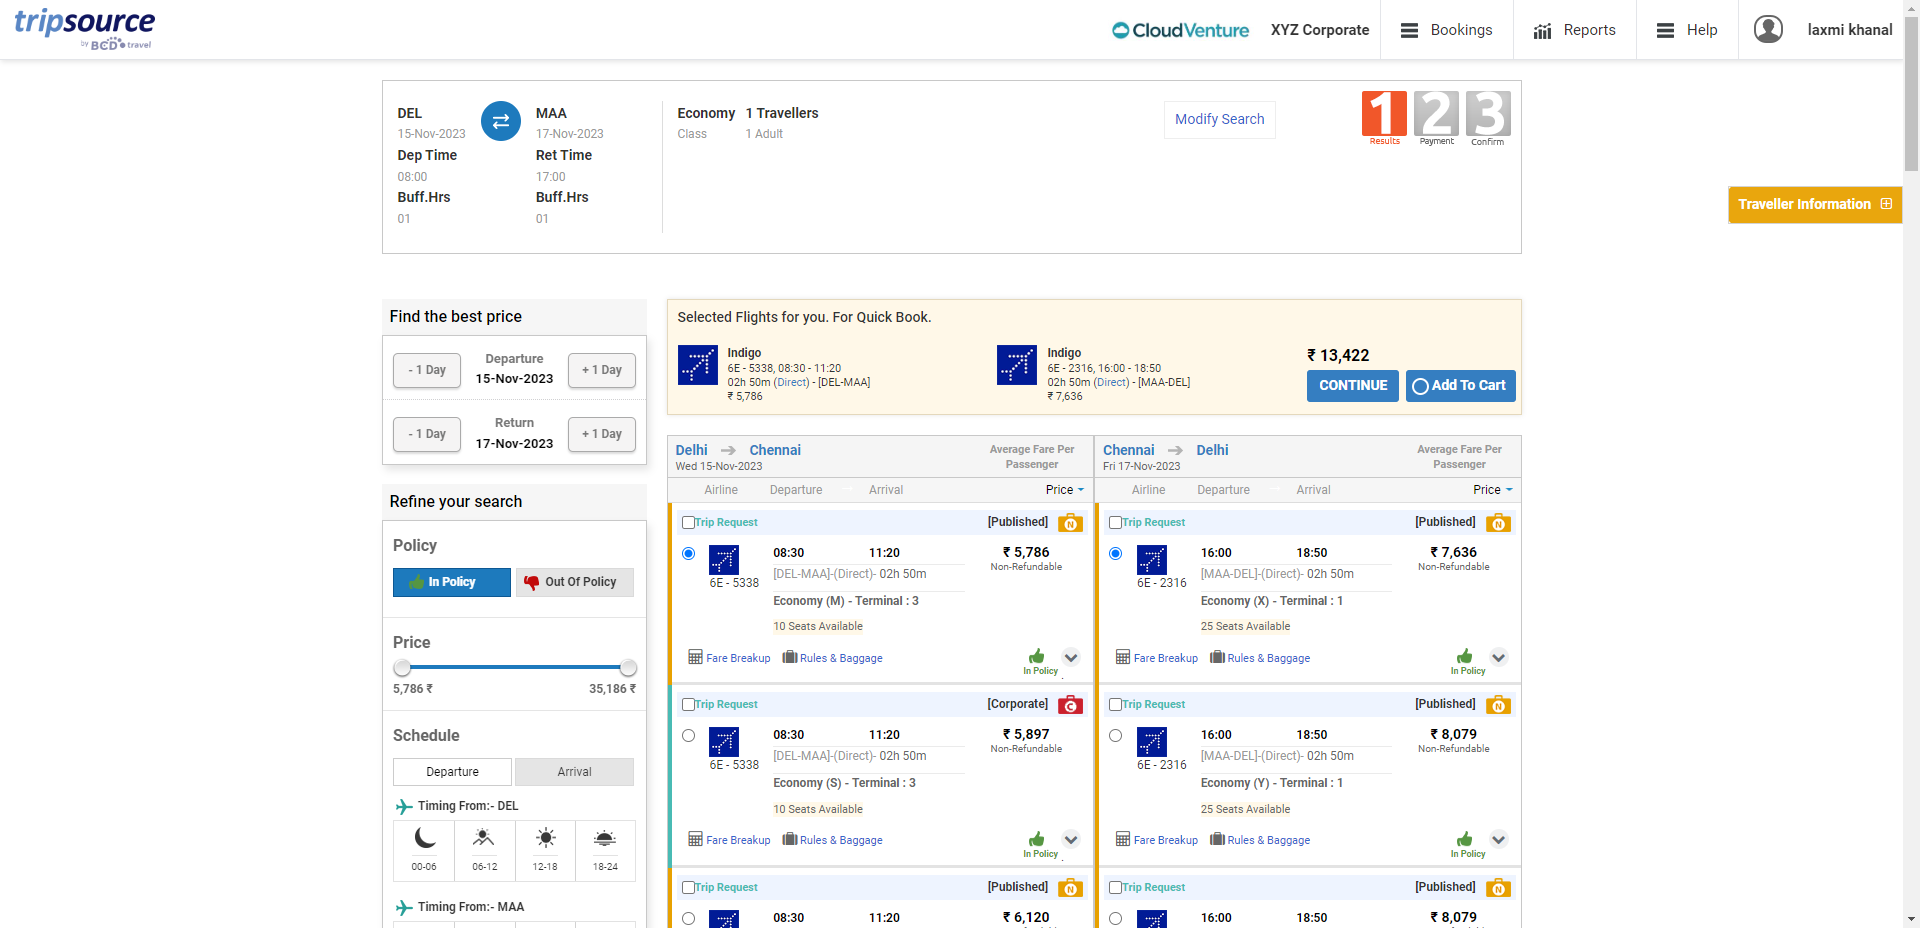 tripsource
by BCD travel
CloudVenture
XYZ Corporate
Bookings
Reports
Help
laxmi khanal
DEL
15-Nov-2023
Dep Time
08:00
Buff.Hrs
01
MAA
17-Nov-2023
Ret Time
17:00
Buff.Hrs
01
Economy
Class
1 Travellers
1 Adult
Modify Search
1
Results
2
Payment
3
Confirm
Traveller Information
Find the best price
- 1 Day
Departure
15-Nov-2023
+ 1 Day
- 1 Day
Return
17-Nov-2023
+ 1 Day
Refine your search
Policy
In Policy
Out Of Policy
Price
5,786 ₹
35,186 ₹
Schedule
Departure
Arrival
Timing From:- DEL
00-06
06-12
12-18
18-24
Timing From:- MAA
Selected Flights for you. For Quick Book.
Indigo
6E - 5338, 08:30 - 11:20
02h 50m (Direct) - [DEL-MAA]
₹ 5,786
Indigo
6E - 2316, 16:00 - 18:50
02h 50m (Direct) - [MAA-DEL]
₹ 7,636
₹ 13,422
CONTINUE
Add To Cart
Delhi
Chennai
Wed 15-Nov-2023
Average Fare Per
Passenger
Airline
Departure
Arrival
Price
Trip Request
[Published]
N
08:30
11:20
₹ 5,786
Non-Refundable
[DEL-MAA]-(Direct)- 02h 50m
6E - 5338
Economy (M) - Terminal : 3
10 Seats Available
Fare Breakup
Rules & Baggage
In Policy
Trip Request
[Corporate]
C
08:30
11:20
₹ 5,897
Non-Refundable
[DEL-MAA]-(Direct)- 02h 50m
6E - 5338
Economy (S) - Terminal : 3
10 Seats Available
Fare Breakup
Rules & Baggage
In Policy
Trip Request
[Published]
N
08:30
11:20
₹ 6,120
Chennai
Delhi
Fri 17-Nov-2023
Average Fare Per
Passenger
Airline
Departure
Arrival
Price
Trip Request
[Published]
N
16:00
18:50
₹ 7,636
Non-Refundable
[MAA-DEL]-(Direct)- 02h 50m
6E - 2316
Economy (X) - Terminal : 1
25 Seats Available
Fare Breakup
Rules & Baggage
In Policy
Trip Request
[Published]
N
16:00
18:50
₹ 8,079
Non-Refundable
[MAA-DEL]-(Direct)- 02h 50m
6E - 2316
Economy (Y) - Terminal : 1
25 Seats Available
Fare Breakup
Rules & Baggage
In Policy
Trip Request
[Published]
N
16:00
18:50
₹ 8,079